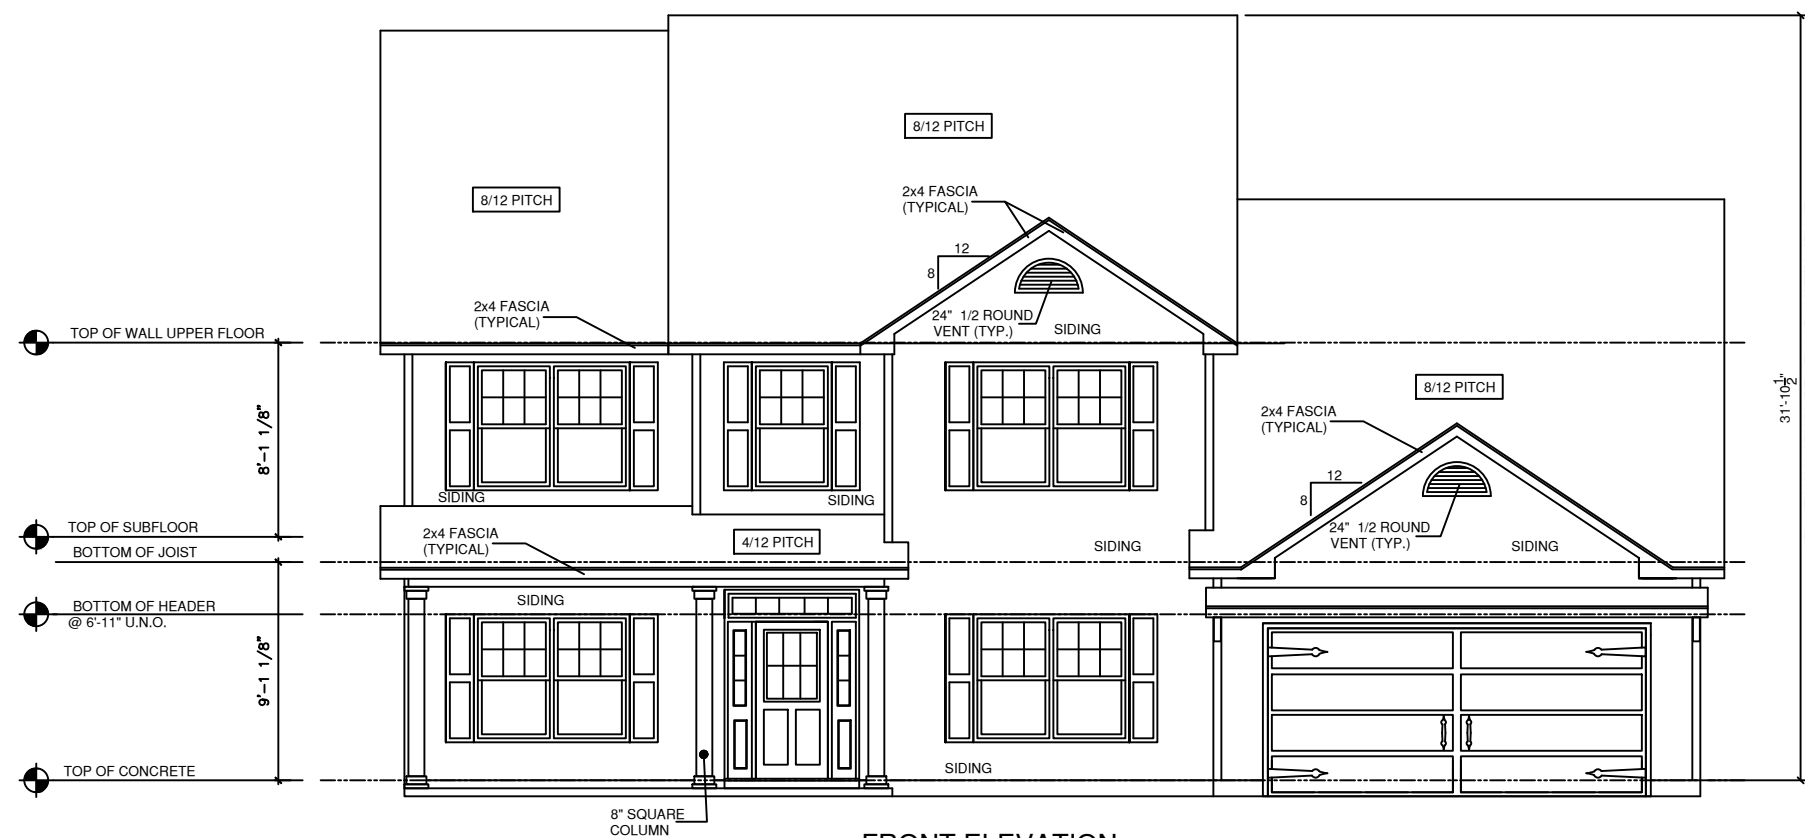 8/12 PITCH
8/12 PITCH
2x4 FASCIA
(TYPICAL)
12
8
2x4 FASCIA
(TYPICAL)
24" 1/2 ROUND
VENT (TYP.)
SIDING
TOP OF WALL UPPER FLOOR
8/12 PITCH
31'-10 1/2"
2x4 FASCIA
(TYPICAL)
8'-1 1/8"
12
8
SIDING
SIDING
TOP OF SUBFLOOR
2x4 FASCIA
(TYPICAL)
4/12 PITCH
24" 1/2 ROUND
VENT (TYP.)
SIDING
SIDING
BOTTOM OF JOIST
SIDING
BOTTOM OF HEADER
@ 6'-11" U.N.O.
9'-1 1/8"
TOP OF CONCRETE
SIDING
8" SQUARE
COLUMN
FRONT ELEVATION